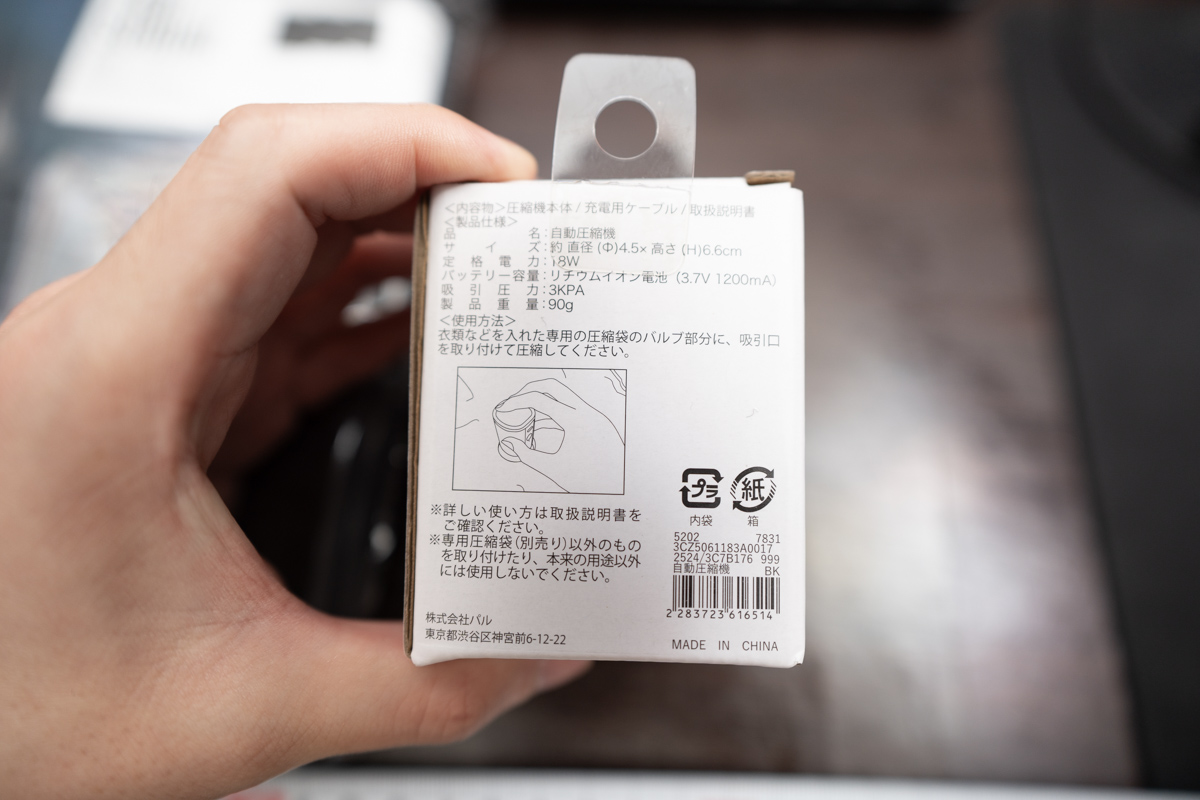 <内容物>圧縮機本体 / 充電用ケーブル / 取扱説明書
<製品仕様>
品名:自動圧縮機
サイズ:約 直径 (Φ)4.5× 高さ (H)6.6cm
定格電力:18W
バッテリー容量:リチウムイオン電池 (3.7V 1200mA)
吸引圧力:3KPA
製品重量:90g
<使用方法>
衣類などを入れた専用の圧縮袋のバルブ部分に、吸引口
を取り付けて圧縮してください。
※詳しい使い方は取扱説明書を
ご確認ください。
※専用圧縮袋(別売り)以外のもの
を取り付けたり、本来の用途以外
には使用しないでください。
株式会社パル
東京都渋谷区神宮前6-12-22
プラ
紙
内袋 箱
5202 7831
3CZ5061183A0017
2524/3C7B176 999
自動圧縮機 BK
2 283723 616514
MADE IN CHINA